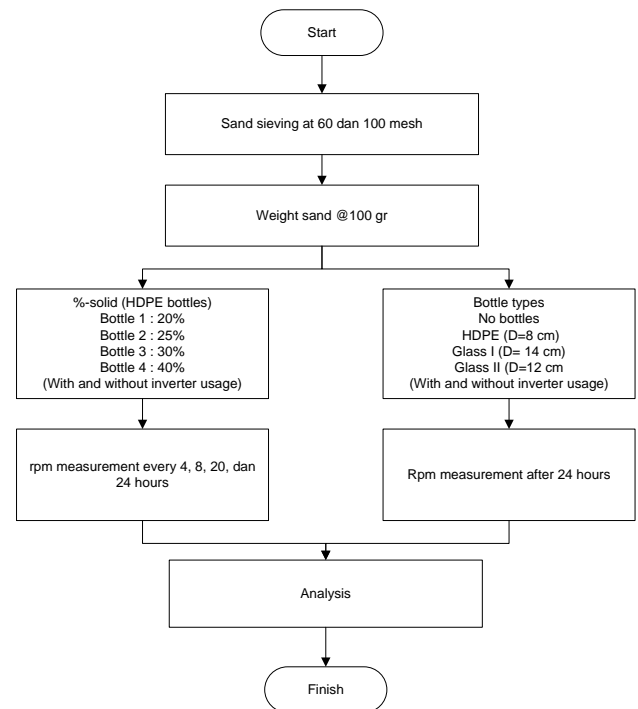 Start
Sand sieving at 60 dan 100 mesh
Weight sand @100 gr
%-solid (HDPE bottles)
Bottle 1 : 20%
Bottle 2 : 25%
Bottle 3 : 30%
Bottle 4 : 40%
(With and without inverter usage)
Bottle types
No bottles
HDPE (D=8 cm)
Glass I (D= 14 cm)
Glass II (D=12 cm
(With and without inverter usage)
rpm measurement every 4, 8, 20, dan
24 hours
Rpm measurement after 24 hours
Analysis
Finish